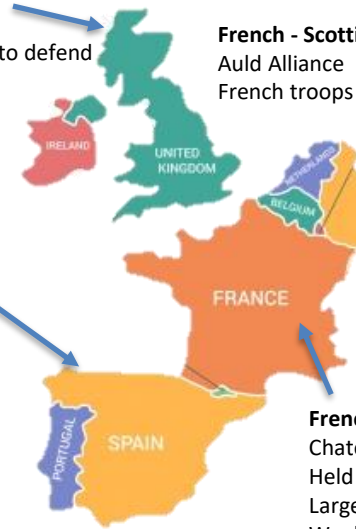 to defend
French - Scotti
Auld Alliance
French troops
IRELAND
UNITED
KINGDOM
NETHERLANDS
BELGIUM
FRANCE
PORTUGAL
SPAIN
Frenc
Chate
Held
Large